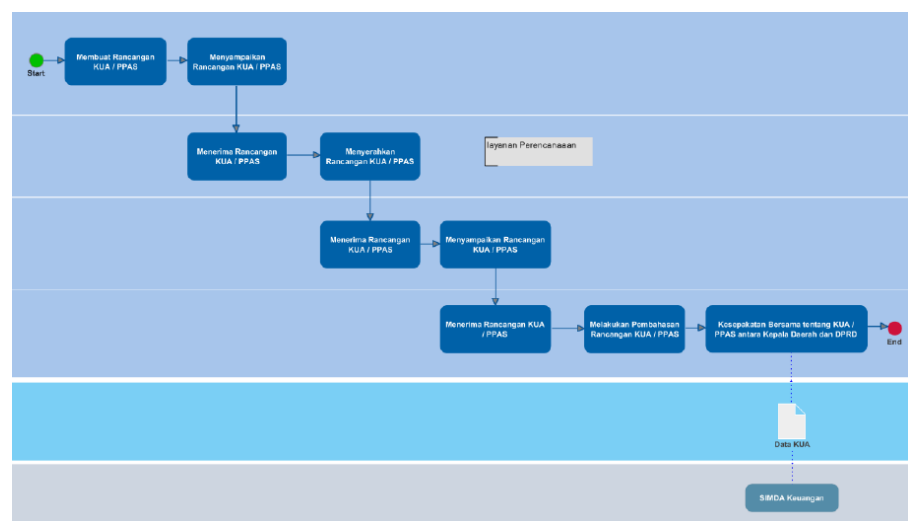 Start
Membuat Rancangan
KUA / PPAS
Menyampaikan
Rancangan KUA / PPAS
Menerima Rancangan
KUA / PPAS
Menyerahkan
Rancangan KUA / PPAS
layanan Perencanaaan
Menerima Rancangan
KUA / PPAS
Menyampaikan Rancangan
KUA / PPAS
Menerima Rancangan KUA
/ PPAS
Melakukan Pembahasan
Rancangan KUA / PPAS
Kesepakatan Bersama tentang KUA /
PPAS antara Kepala Daerah dan DPRD
End
Data KUA
SIMDA Keuangan